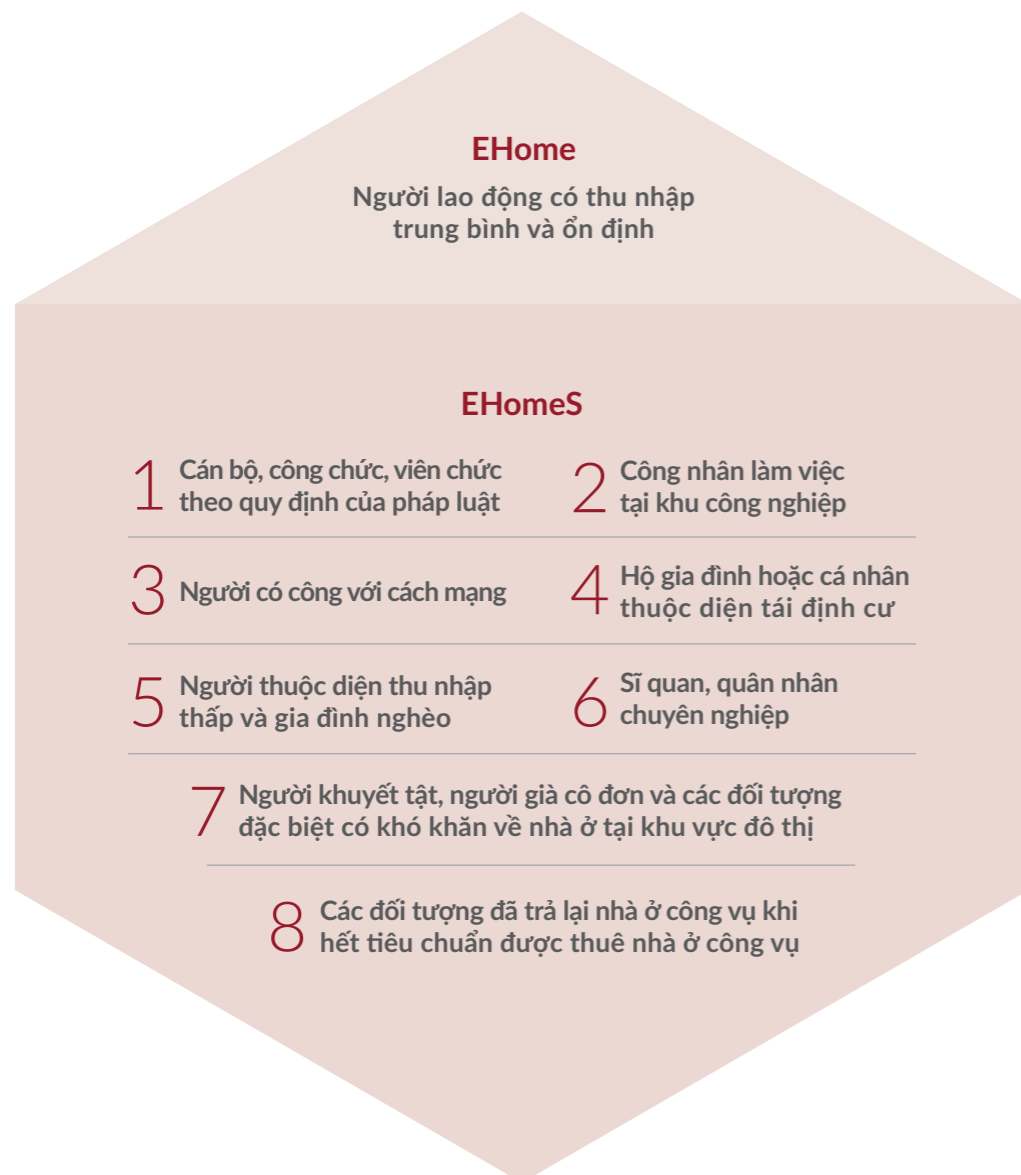 EHome
Người lao động có thu nhập
trung bình và ổn định
EHomeS
1 Cán bộ, công chức, viên chức
theo quy định của pháp luật
2 Công nhân làm việc
tại khu công nghiệp
3 Người có công với cách mạng
4 Hộ gia đình hoặc cá nhân
thuộc diện tái định cư
5 Người thuộc diện thu nhập
thấp và gia đình nghèo
6 Sĩ quan, quân nhân
chuyên nghiệp
7 Người khuyết tật, người già cô đơn và các đối tượng
đặc biệt có khó khăn về nhà ở tại khu vực đô thị
8 Các đối tượng đã trả lại nhà ở công vụ khi
hết tiêu chuẩn được thuê nhà ở công vụ